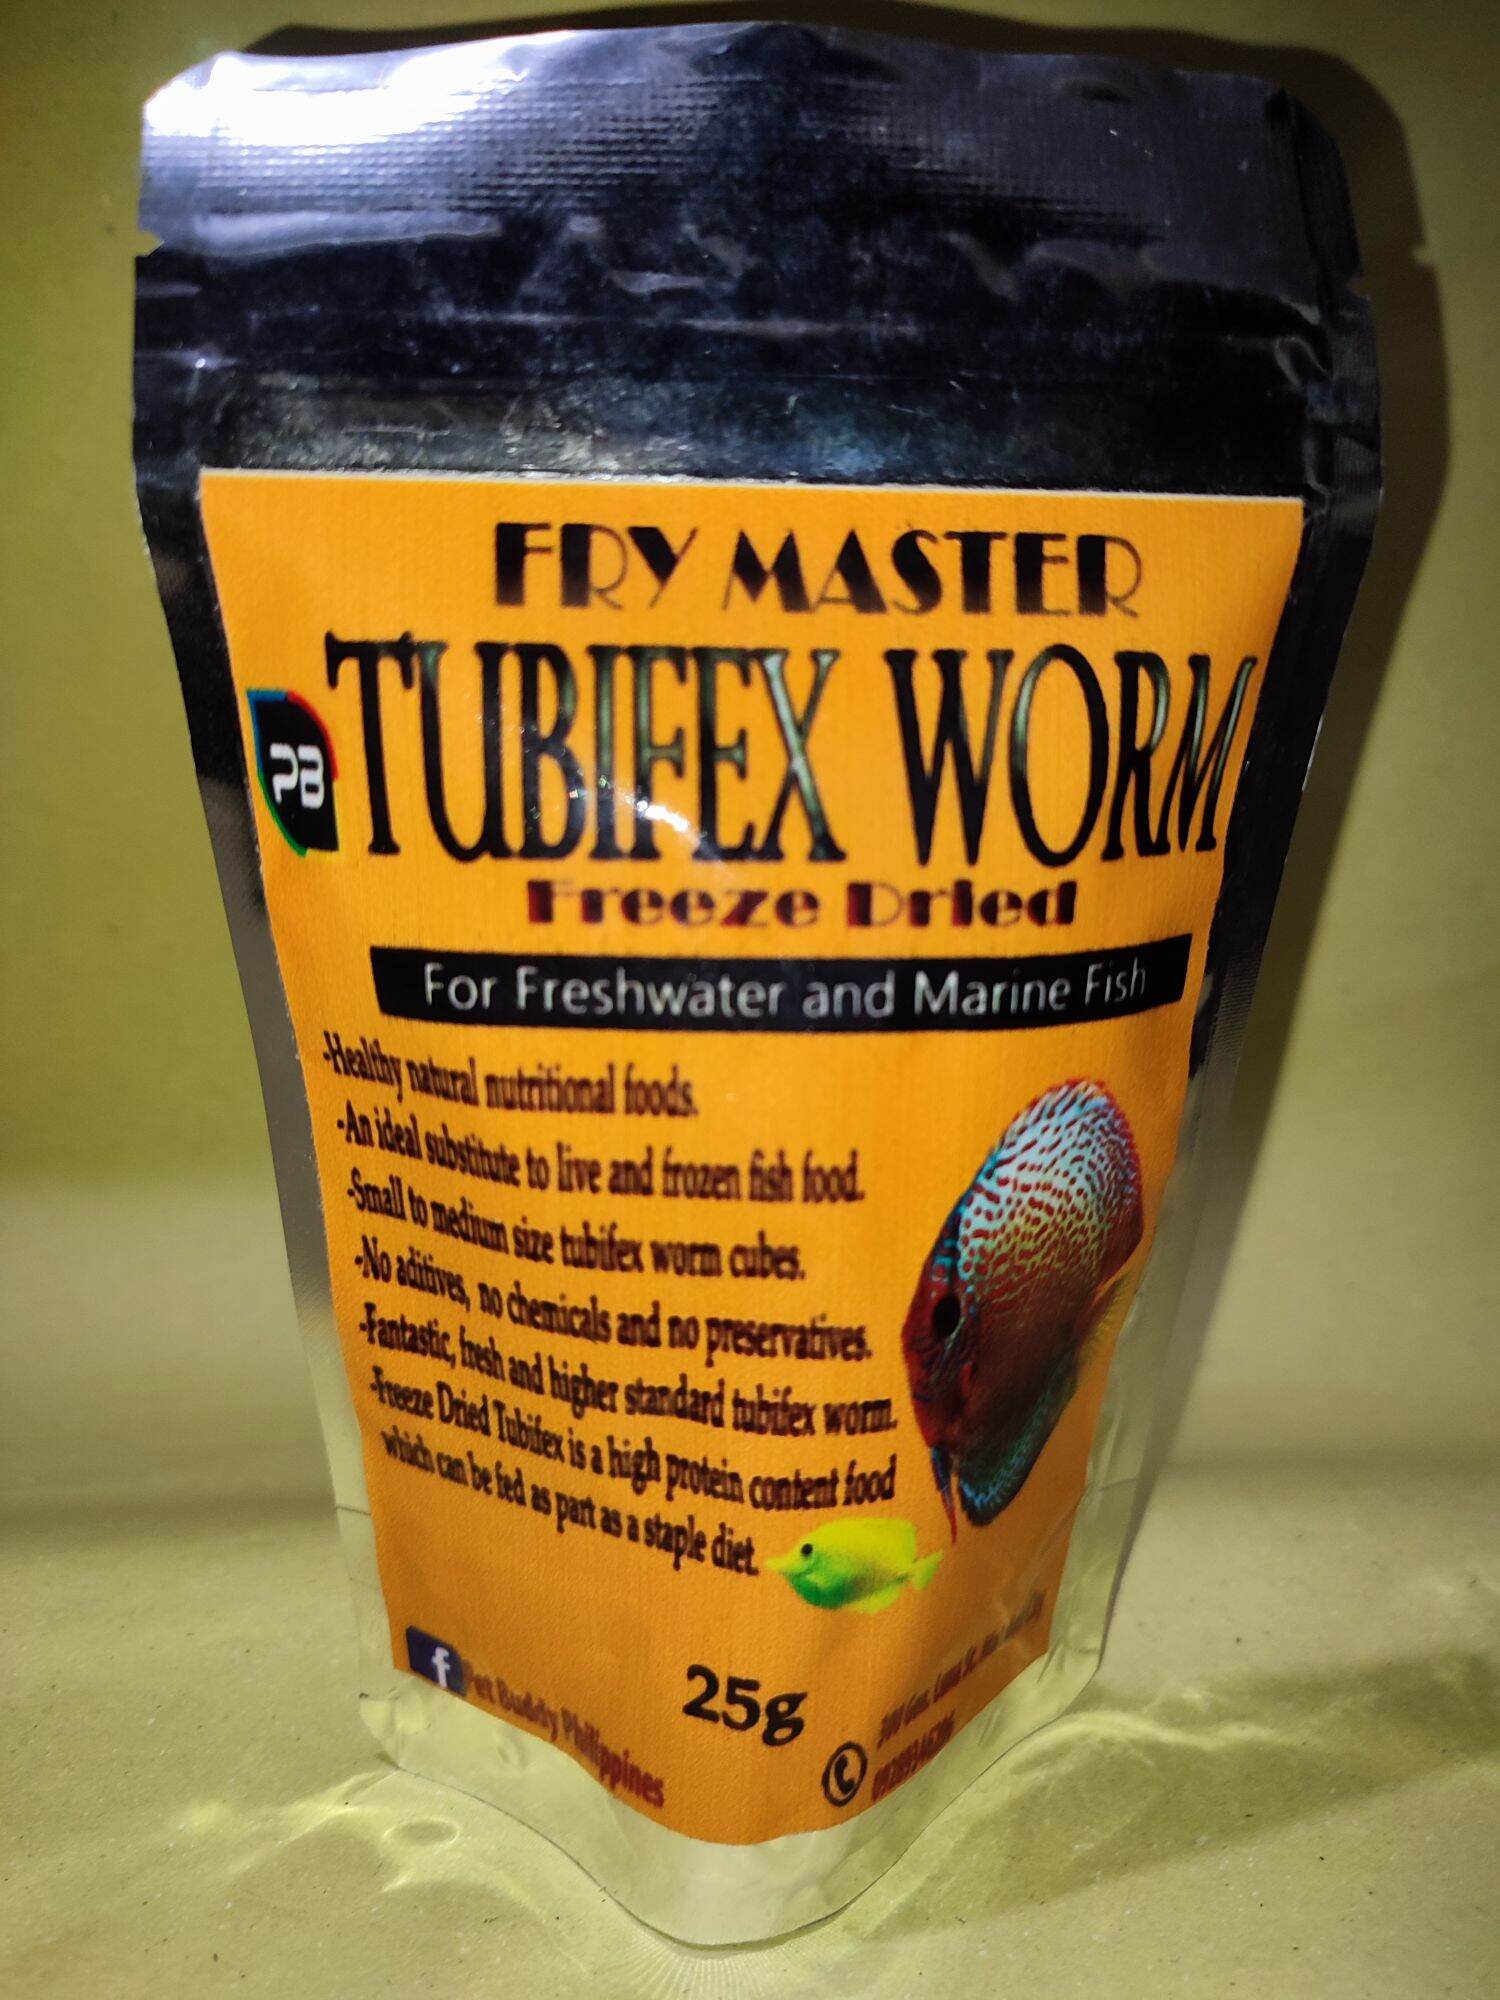 FRY MASTER
PB
TUBIFEX WORM
Freeze Dried
For Freshwater and Marine Fish
-Healthy natural nutritional foods.
-An ideal substitute to live and frozen fish food.
-Small to medium size tubifex worm cubes.
-No aditives, no chemicals and no preservatives.
-Fantastic, fresh and higher standard tubifex worm.
-Freeze Dried Tubifex is a high protein content food
which can be fed as part as a staple diet.
f Pet Buddy Philippines
25g